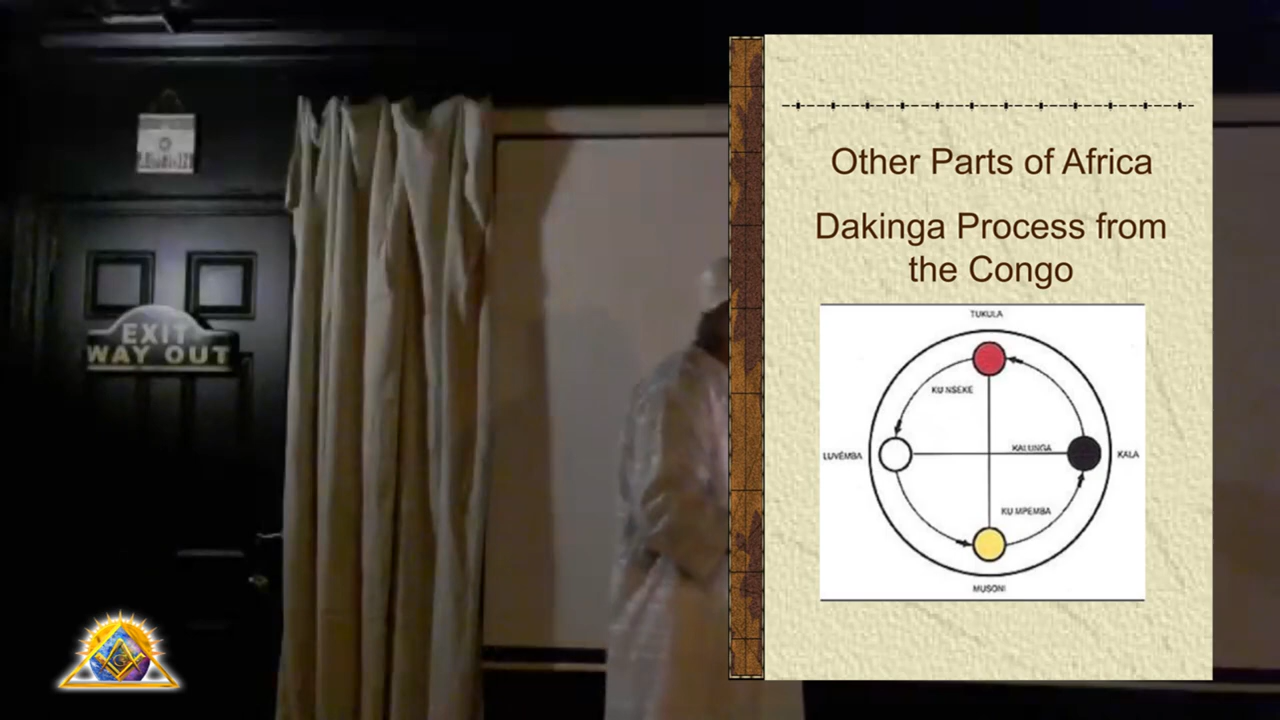 EXIT
WAY OUT
Other Parts of Africa
Dakinga Process from
the Congo
TUKULA
KU NSEKE
LUVÉMBA
KALUNGA
KALA
KU MPEMBA
MUSONI
G